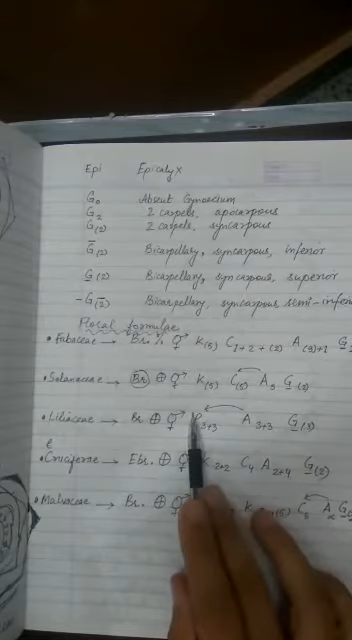 Epi Epicalyx
G₀ Absent Gynoecium
G₂ 2 carpels, apocarpous
G₍₂₎ 2 carpels, syncarpous
G̅₍₂₎ Bicarpellary, syncarpous, inferior
G̲₍₂₎ Bicarpellary, syncarpous, superior
-G₍₂₎ Bicarpellary, syncarpous semi-infer
Floral formulae
• Fabaceae → Br. % ⚥ K₍₅₎ C₁₊₂₊₍₂₎ A₍₉₎₊₁ G̲
• Solanaceae → Br ⊕ ⚥ K₍₅₎ C₍₅₎ A₅ G̲₍₂₎
• Liliaceae → Br ⊕ ⚥ P₃₊₃ A₃₊₃ G̲₍₃₎
• Cruciferae → Ebr. ⊕ ⚥ K₂₊₂ C₄ A₂₊₄ G̲₍₂₎
• Malvaceae → Br. ⊕ ⚥ K₍₅₎ C₅ A G̲